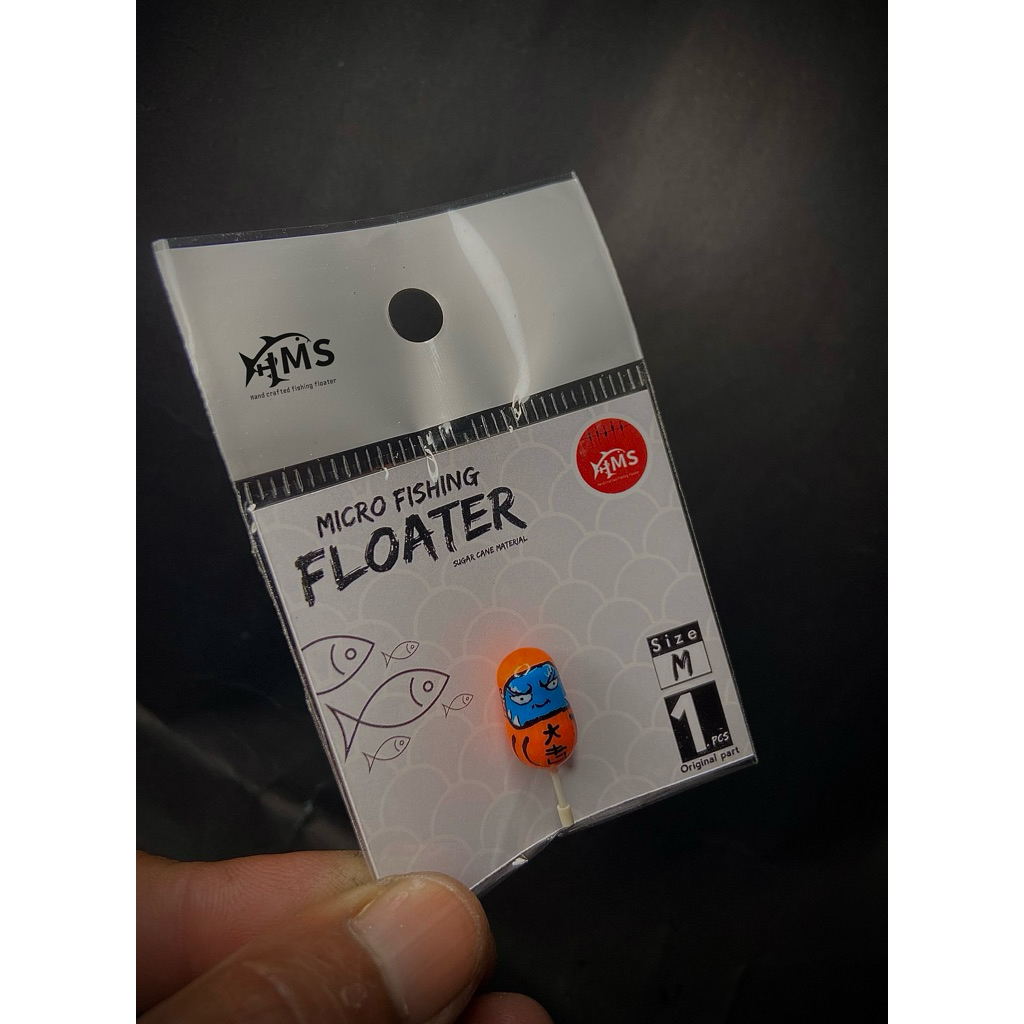 HMS
Hand crafted fishing floater
HMS
MICRO FISHING
FLOATER
SUGAR CANE MATERIAL
Size
M
1 PCS
Original part
大
吉